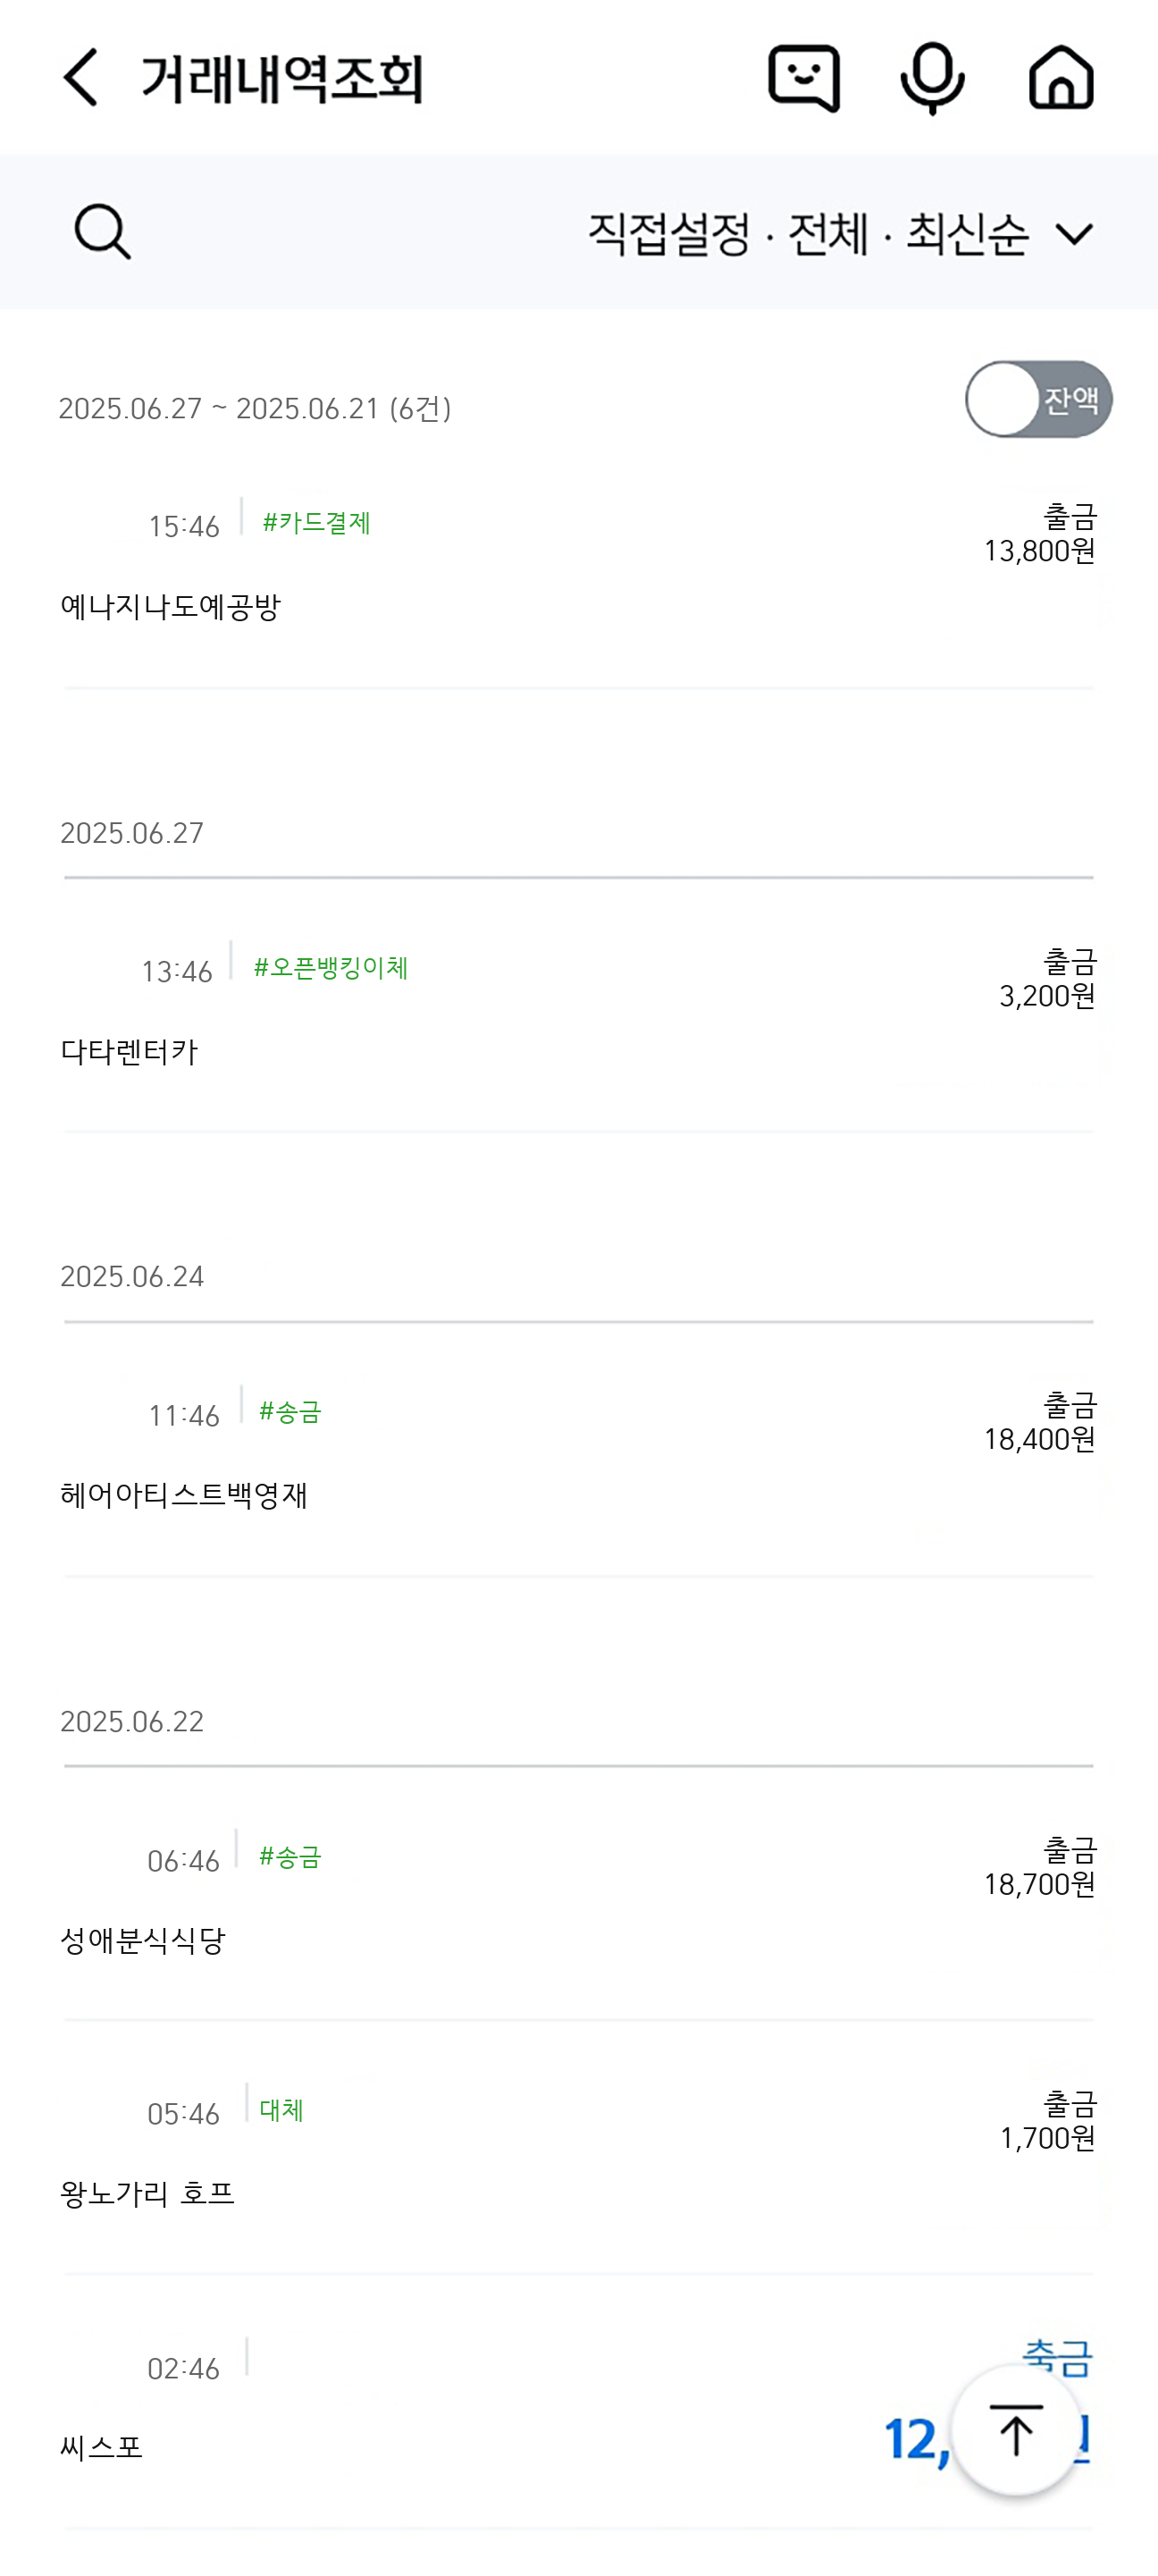 거래내역조회
직접설정 · 전체 · 최신순
2025.06.27 ~ 2025.06.21 (6건)
잔액
15:46 #카드결제 출금
13,800원
예나지나도예공방
2025.06.27
13:46 #오픈뱅킹이체 출금
3,200원
다타렌터카
2025.06.24
11:46 #송금 출금
18,400원
헤어아티스트백영재
2025.06.22
06:46 #송금 출금
18,700원
성애분식식당
05:46 대체 출금
1,700원
왕노가리 호프
02:46
12,
씨스포